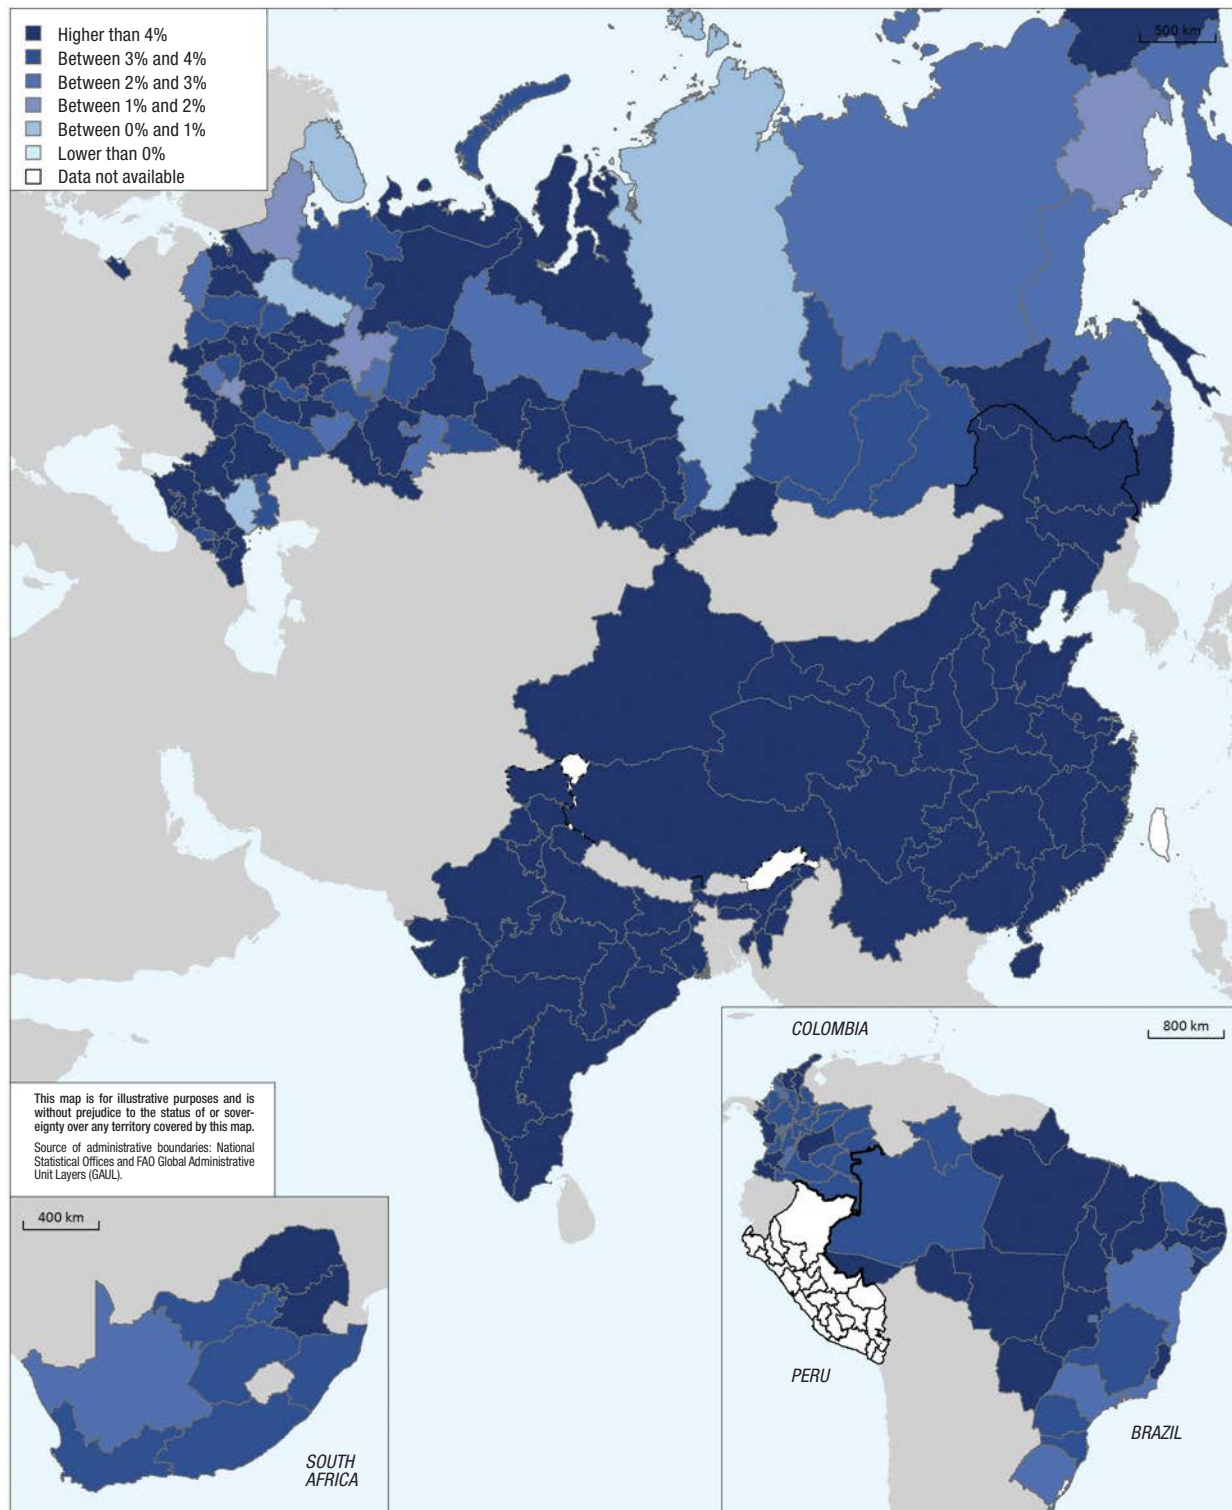 Higher than 4%
Between 3% and 4%
Between 2% and 3%
Between 1% and 2%
Between 0% and 1%
Lower than 0%
Data not available
500 km
COLOMBIA
800 km
This map is for illustrative purposes and is
without prejudice to the status of or sover-
eignty over any territory covered by this map.
Source of administrative boundaries: National
Statistical Offices and FAO Global Administrative
Unit Layers (GAUL).
400 km
PERU
BRAZIL
SOUTH
AFRICA